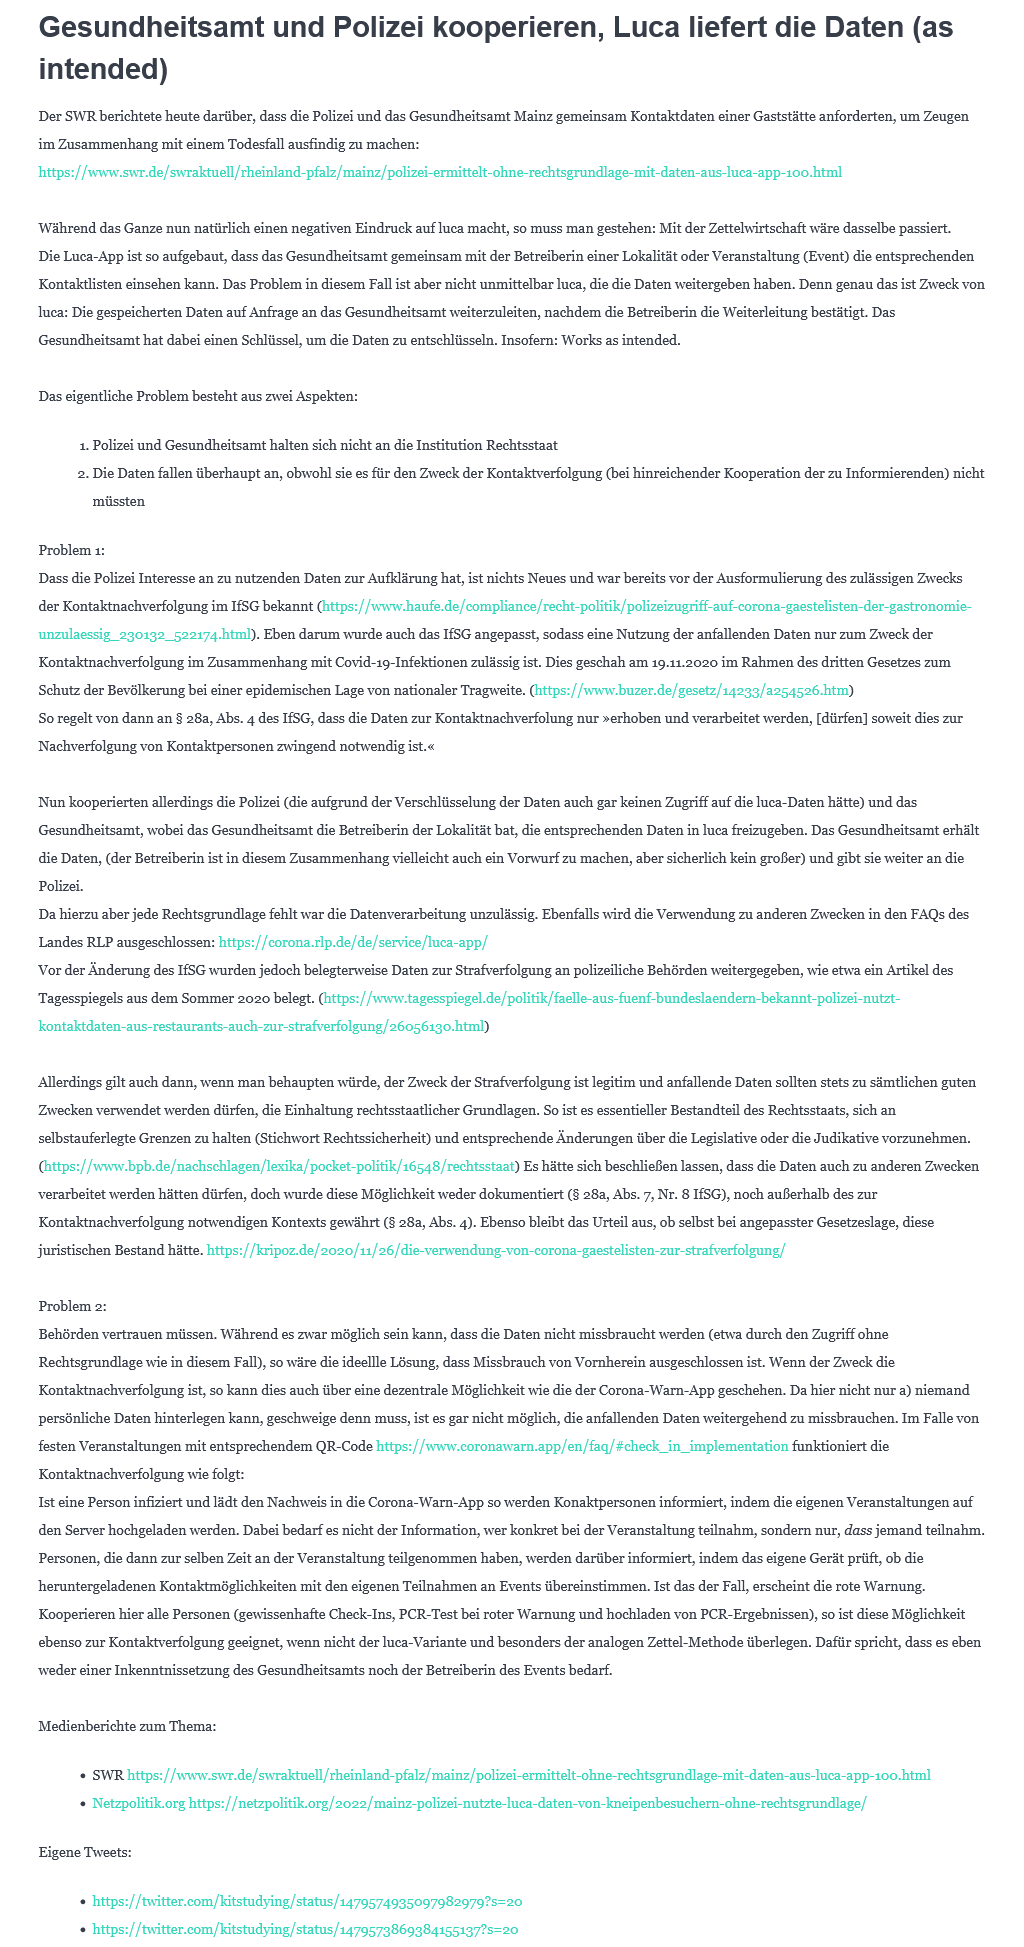 Gesundheitsamt und Polizei kooperieren, Luca liefert die Daten (as
intended)
Der SWR berichtete heute darüber, dass die Polizei und das Gesundheitsamt Mainz gemeinsam Kontaktdaten einer Gaststätte anforderten, um Zeugen
im Zusammenhang mit einem Todesfall ausfindig zu machen:
https://www.swr.de/swraktuell/rheinland-pfalz/mainz/polizei-ermittelt-ohne-rechtsgrundlage-mit-daten-aus-luca-app-100.html
Während das Ganze nun natürlich einen negativen Eindruck auf luca macht, so muss man gestehen: Mit der Zettelwirtschaft wäre dasselbe passiert.
Die Luca-App ist so aufgebaut, dass das Gesundheitsamt gemeinsam mit der Betreiberin einer Lokalität oder Veranstaltung (Event) die entsprechenden
Kontaktlisten einsehen kann. Das Problem in diesem Fall ist aber nicht unmittelbar luca, die die Daten weitergeben haben. Denn genau das ist Zweck von
luca: Die gespeicherten Daten auf Anfrage an das Gesundheitsamt weiterzuleiten, nachdem die Betreiberin die Weiterleitung bestätigt. Das
Gesundheitsamt hat dabei einen Schlüssel, um die Daten zu entschlüsseln. Insofern: Works as intended.
Das eigentliche Problem besteht aus zwei Aspekten:
1. Polizei und Gesundheitsamt halten sich nicht an die Institution Rechtsstaat
2. Die Daten fallen überhaupt an, obwohl sie es für den Zweck der Kontaktverfolgung (bei hinreichender Kooperation der zu Informierenden) nicht
müssten
Problem 1:
Dass die Polizei Interesse an zu nutzenden Daten zur Aufklärung hat, ist nichts Neues und war bereits vor der Ausformulierung des zulässigen Zwecks
der Kontaktnachverfolgung im IfSG bekannt (https://www.haufe.de/compliance/recht-politik/polizeizugriff-auf-corona-gaestelisten-der-gastronomie-
unzulaessig_230132_522174.html). Eben darum wurde auch das IfSG angepasst, sodass eine Nutzung der anfallenden Daten nur zum Zweck der
Kontaktnachverfolgung im Zusammenhang mit Covid-19-Infektionen zulässig ist. Dies geschah am 19.11.2020 im Rahmen des dritten Gesetzes zum
Schutz der Bevölkerung bei einer epidemischen Lage von nationaler Tragweite. (https://www.buzer.de/gesetz/14233/a254526.htm)
So regelt von dann an § 28a, Abs. 4 des IfSG, dass die Daten zur Kontaktnachverfolung nur »erhoben und verarbeitet werden, [dürfen] soweit dies zur
Nachverfolgung von Kontaktpersonen zwingend notwendig ist.«
Nun kooperierten allerdings die Polizei (die aufgrund der Verschlüsselung der Daten auch gar keinen Zugriff auf die luca-Daten hätte) und das
Gesundheitsamt, wobei das Gesundheitsamt die Betreiberin der Lokalität bat, die entsprechenden Daten in luca freizugeben. Das Gesundheitsamt erhält
die Daten, (der Betreiberin ist in diesem Zusammenhang vielleicht auch ein Vorwurf zu machen, aber sicherlich kein großer) und gibt sie weiter an die
Polizei.
Da hierzu aber jede Rechtsgrundlage fehlt war die Datenverarbeitung unzulässig. Ebenfalls wird die Verwendung zu anderen Zwecken in den FAQs des
Landes RLP ausgeschlossen: https://corona.rlp.de/de/service/luca-app/
Vor der Änderung des IfSG wurden jedoch belegterweise Daten zur Strafverfolgung an polizeiliche Behörden weitergegeben, wie etwa ein Artikel des
Tagesspiegels aus dem Sommer 2020 belegt. (https://www.tagesspiegel.de/politik/faelle-aus-fuenf-bundeslaendern-bekannt-polizei-nutzt-
kontaktdaten-aus-restaurants-auch-zur-strafverfolgung/26056130.html)
Allerdings gilt auch dann, wenn man behaupten würde, der Zweck der Strafverfolgung ist legitim und anfallende Daten sollten stets zu sämtlichen guten
Zwecken verwendet werden dürfen, die Einhaltung rechtsstaatlicher Grundlagen. So ist es essentieller Bestandteil des Rechtsstaats, sich an
selbstauferlegte Grenzen zu halten (Stichwort Rechtssicherheit) und entsprechende Änderungen über die Legislative oder die Judikative vorzunehmen.
(https://www.bpb.de/nachschlagen/lexika/pocket-politik/16548/rechtsstaat) Es hätte sich beschließen lassen, dass die Daten auch zu anderen Zwecken
verarbeitet werden hätten dürfen, doch wurde diese Möglichkeit weder dokumentiert (§ 28a, Abs. 7, Nr. 8 IfSG), noch außerhalb des zur
Kontaktnachverfolgung notwendigen Kontexts gewährt (§ 28a, Abs. 4). Ebenso bleibt das Urteil aus, ob selbst bei angepasster Gesetzeslage, diese
juristischen Bestand hätte. https://kripoz.de/2020/11/26/die-verwendung-von-corona-gaestelisten-zur-strafverfolgung/
Problem 2:
Behörden vertrauen müssen. Während es zwar möglich sein kann, dass die Daten nicht missbraucht werden (etwa durch den Zugriff ohne
Rechtsgrundlage wie in diesem Fall), so wäre die ideellle Lösung, dass Missbrauch von Vornherein ausgeschlossen ist. Wenn der Zweck die
Kontaktnachverfolgung ist, so kann dies auch über eine dezentrale Möglichkeit wie die der Corona-Warn-App geschehen. Da hier nicht nur a) niemand
persönliche Daten hinterlegen kann, geschweige denn muss, ist es gar nicht möglich, die anfallenden Daten weitergehend zu missbrauchen. Im Falle von
festen Veranstaltungen mit entsprechendem QR-Code https://www.coronawarn.app/en/faq/#check_in_implementation funktioniert die
Kontaktnachverfolgung wie folgt:
Ist eine Person infiziert und lädt den Nachweis in die Corona-Warn-App so werden Konaktpersonen informiert, indem die eigenen Veranstaltungen auf
den Server hochgeladen werden. Dabei bedarf es nicht der Information, wer konkret bei der Veranstaltung teilnahm, sondern nur, dass jemand teilnahm.
Personen, die dann zur selben Zeit an der Veranstaltung teilgenommen haben, werden darüber informiert, indem das eigene Gerät prüft, ob die
heruntergeladenen Kontaktmöglichkeiten mit den eigenen Teilnahmen an Events übereinstimmen. Ist das der Fall, erscheint die rote Warnung.
Kooperieren hier alle Personen (gewissenhafte Check-Ins, PCR-Test bei roter Warnung und hochladen von PCR-Ergebnissen), so ist diese Möglichkeit
ebenso zur Kontaktverfolgung geeignet, wenn nicht der luca-Variante und besonders der analogen Zettel-Methode überlegen. Dafür spricht, dass es eben
weder einer Inkenntnissetzung des Gesundheitsamts noch der Betreiberin des Events bedarf.
Medienberichte zum Thema:
• SWR https://www.swr.de/swraktuell/rheinland-pfalz/mainz/polizei-ermittelt-ohne-rechtsgrundlage-mit-daten-aus-luca-app-100.html
• Netzpolitik.org https://netzpolitik.org/2022/mainz-polizei-nutzte-luca-daten-von-kneipenbesuchern-ohne-rechtsgrundlage/
Eigene Tweets:
• https://twitter.com/kitstudying/status/1479574935097982979?s=20
• https://twitter.com/kitstudying/status/1479573869384155137?s=20